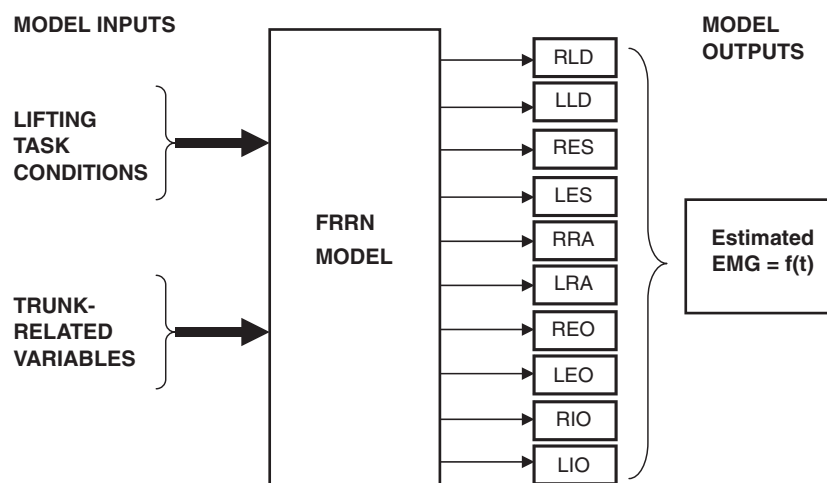 MODEL INPUTS
LIFTING
TASK
CONDITIONS
TRUNK-
RELATED
VARIABLES
FRRN
MODEL
RLD
LLD
RES
LES
RRA
LRA
REO
LEO
RIO
LIO
MODEL
OUTPUTS
Estimated
EMG = f(t)